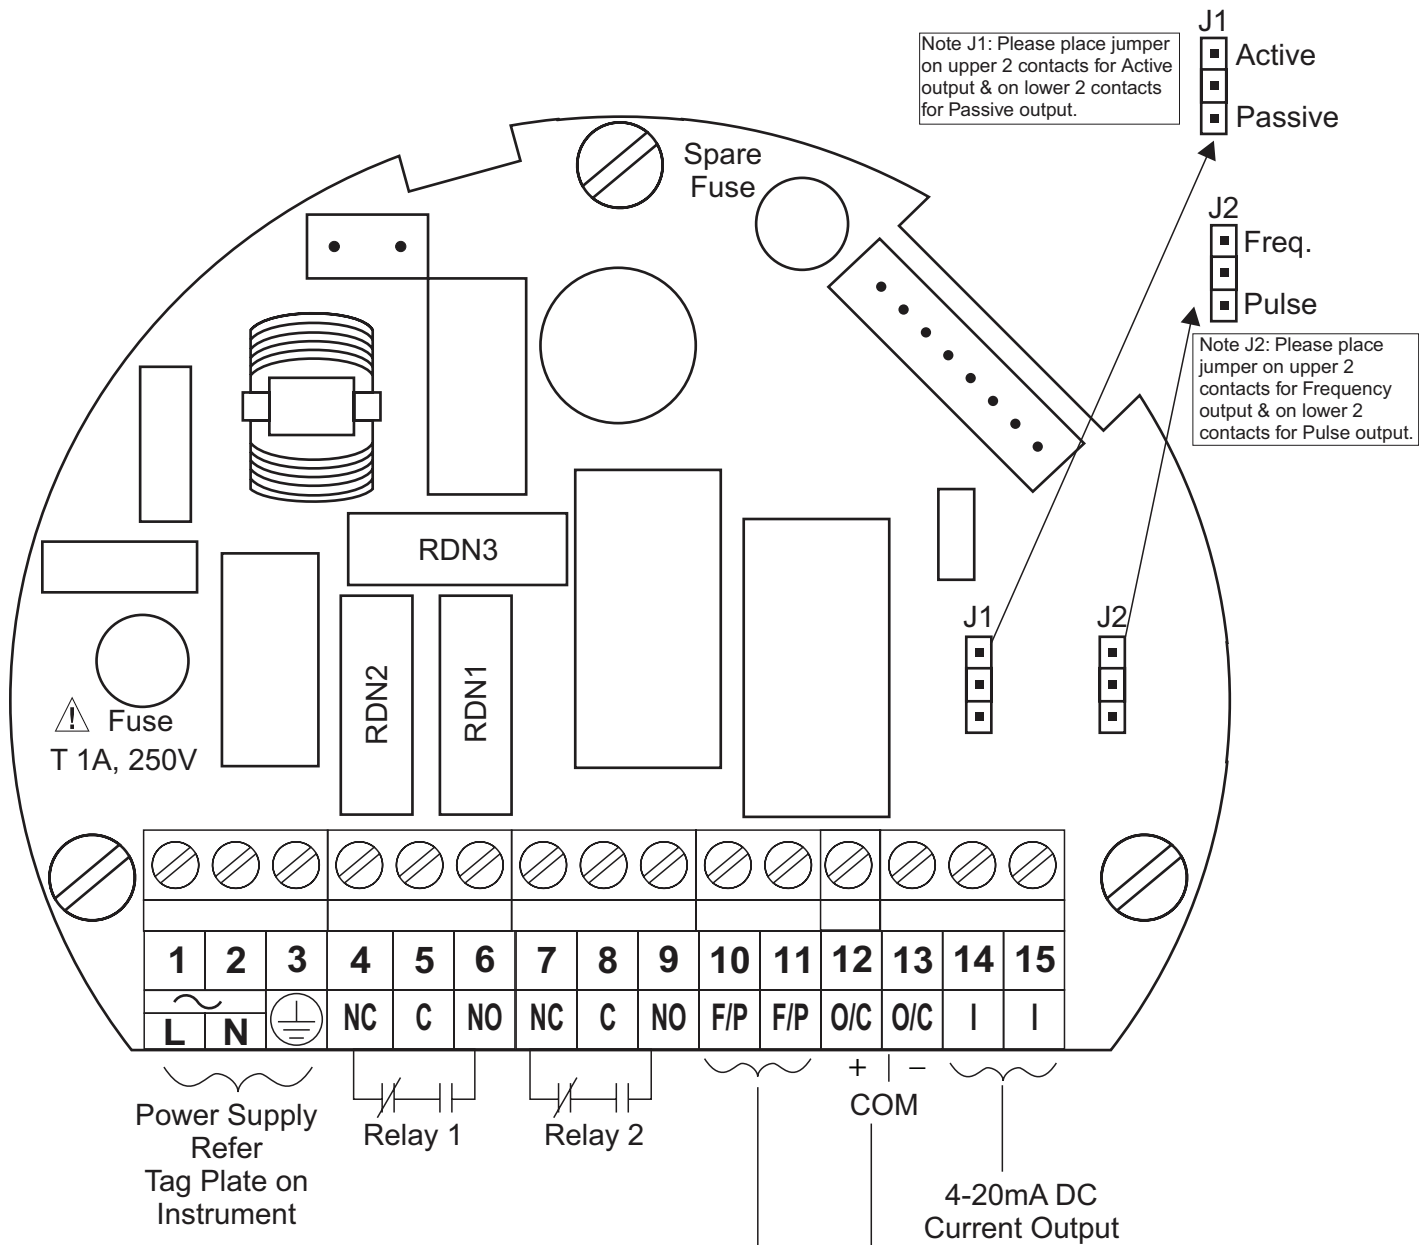 J1
Note J1: Please place jumper
on upper 2 contacts for Active
output & on lower 2 contacts
for Passive output.
Active
Passive
Spare
Fuse
J2
Freq.
Pulse
Note J2: Please place
jumper on upper 2
contacts for Frequency
output & on lower 2
contacts for Pulse output.
RDN3
RDN2
RDN1
J1
J2
Fuse
T 1A, 250V
1 2 3 4 5 6 7 8 9 10 11 12 13 14 15
L N NC C NO NC C NO F/P F/P O/C O/C I I
+ −
COM
Power Supply
Refer
Tag Plate on
Instrument
Relay 1
Relay 2
4-20mA DC
Current Output